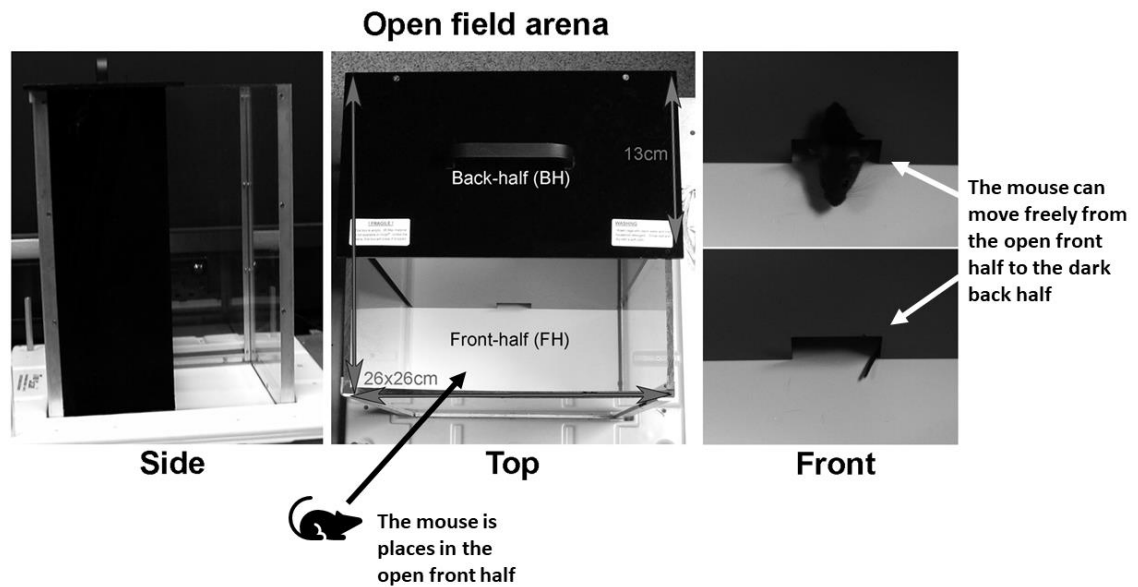 Open field arena
Back-half (BH)
13cm
Front-half (FH)
26x26cm
The mouse can
move freely from
the open front
half to the dark
back half
Side
Top
Front
The mouse is
places in the
open front half